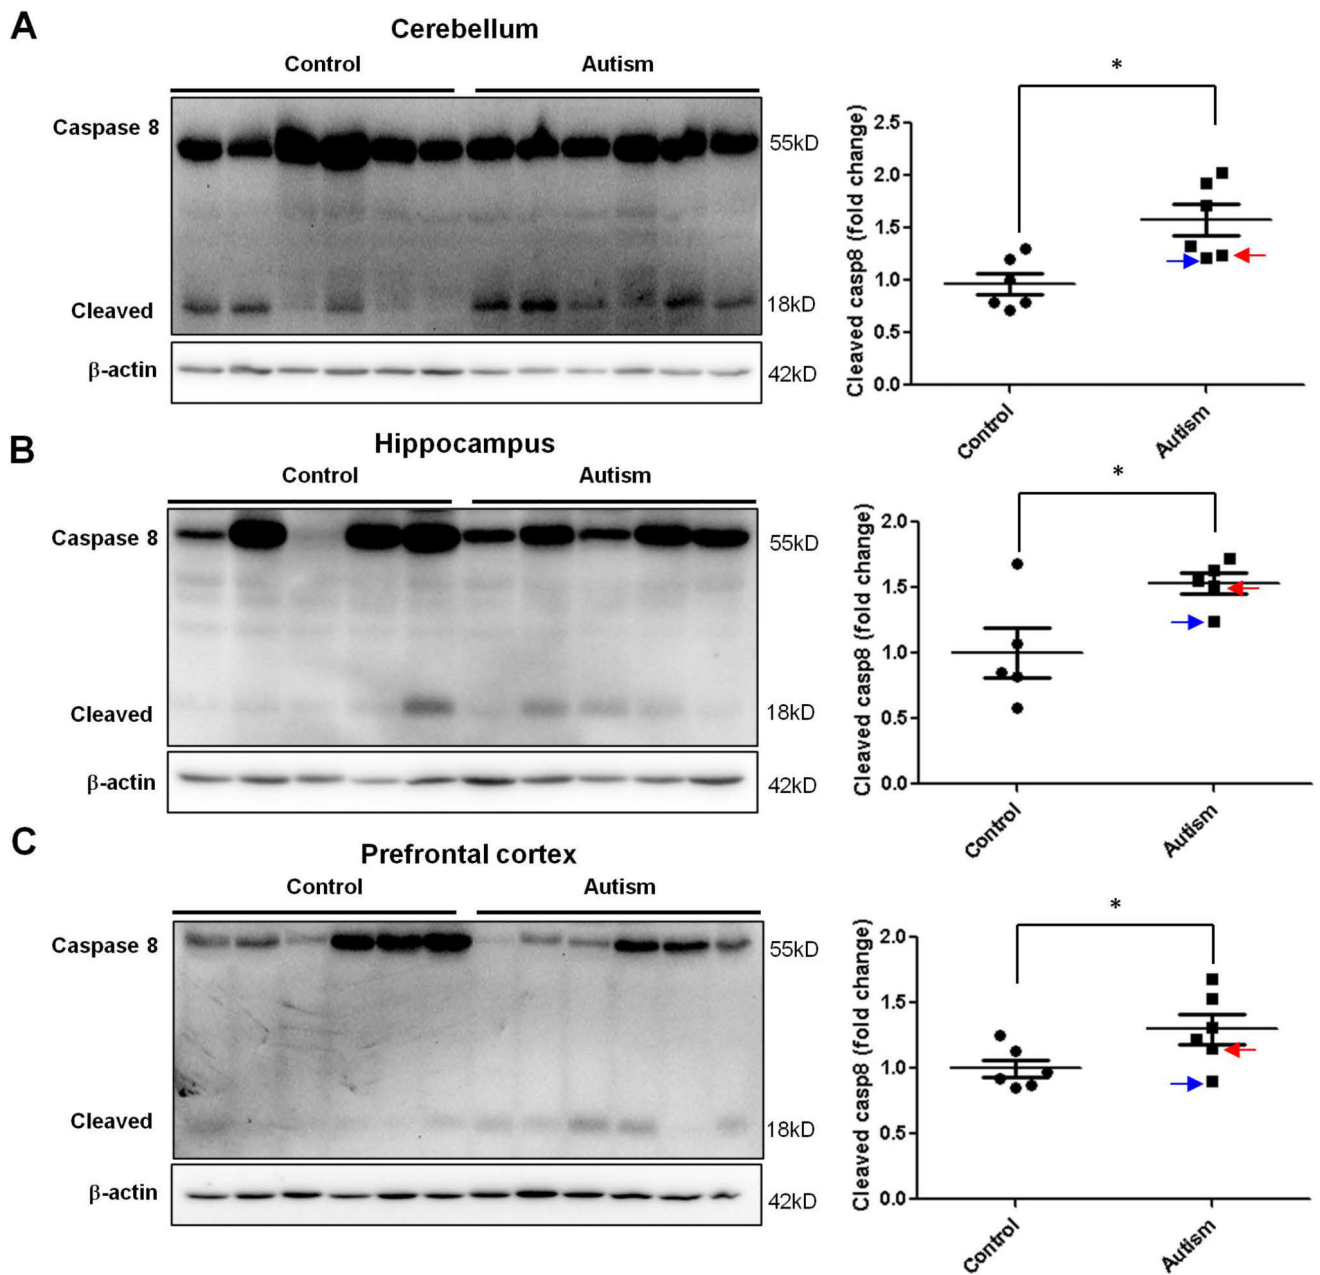 A
Cerebellum
Control
Autism
Caspase 8
55kD
Cleaved
18kD
β-actin
42kD
*
Cleaved casp8 (fold change)
2.5
2.0
1.5
1.0
0.5
0.0
Control
Autism
B
Hippocampus
Control
Autism
Caspase 8
55kD
Cleaved
18kD
β-actin
42kD
*
Cleaved casp8 (fold change)
2.0
1.5
1.0
0.5
0.0
Control
Autism
C
Prefrontal cortex
Control
Autism
Caspase 8
55kD
Cleaved
18kD
β-actin
42kD
*
Cleaved casp8 (fold change)
2.0
1.5
1.0
0.5
0.0
Control
Autism